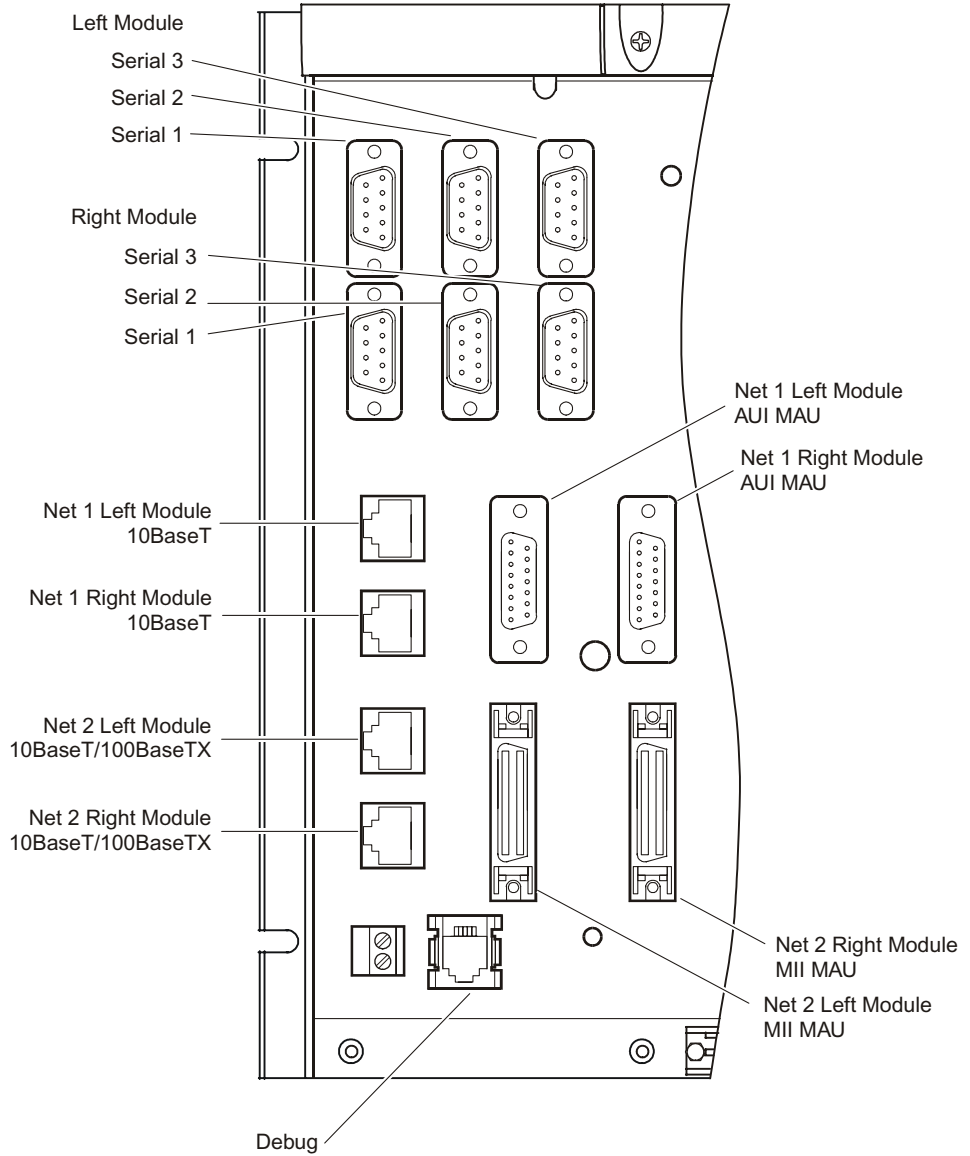 Left Module
Serial 3
Serial 2
Serial 1
Right Module
Serial 3
Serial 2
Serial 1
Net 1 Left Module
AUI MAU
Net 1 Right Module
AUI MAU
Net 1 Left Module
10BaseT
Net 1 Right Module
10BaseT
Net 2 Left Module
10BaseT/100BaseTX
Net 2 Right Module
10BaseT/100BaseTX
Net 2 Right Module
MII MAU
Net 2 Left Module
MII MAU
Debug